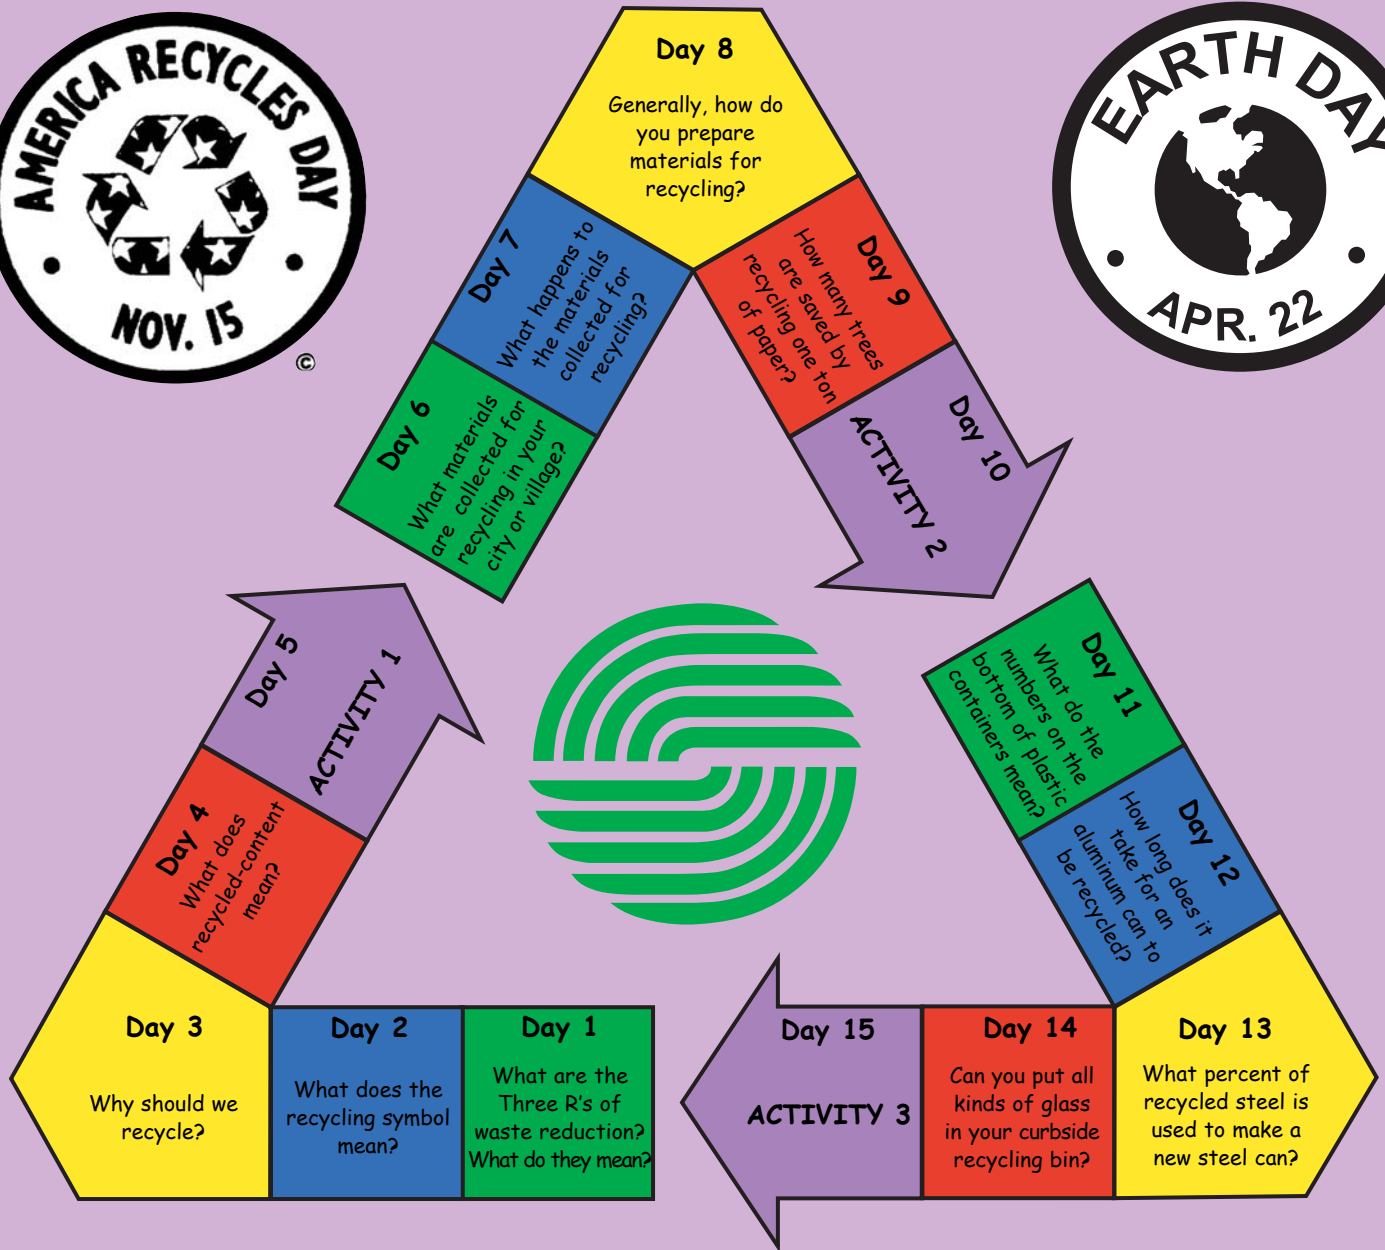 AMERICA RECYCLES DAY
NOV. 15
©
EARTH DAY
APR. 22
Day 1
What are the
Three R's of
waste reduction?
What do they mean?
Day 2
What does the
recycling symbol
mean?
Day 3
Why should we
recycle?
Day 4
What does
recycled-content
mean?
Day 5
ACTIVITY 1
Day 6
What materials
are collected for
recycling in your
city or village?
Day 7
What happens to
the materials
collected for
recycling?
Day 8
Generally, how do
you prepare
materials for
recycling?
Day 9
How many trees
are saved by
recycling one ton
of paper?
Day 10
ACTIVITY 2
Day 11
What do the
numbers on the
bottom of plastic
containers mean?
Day 12
How long does it
take for an
aluminum can to
be recycled?
Day 13
What percent of
recycled steel is
used to make a
new steel can?
Day 14
Can you put all
kinds of glass
in your curbside
recycling bin?
Day 15
ACTIVITY 3